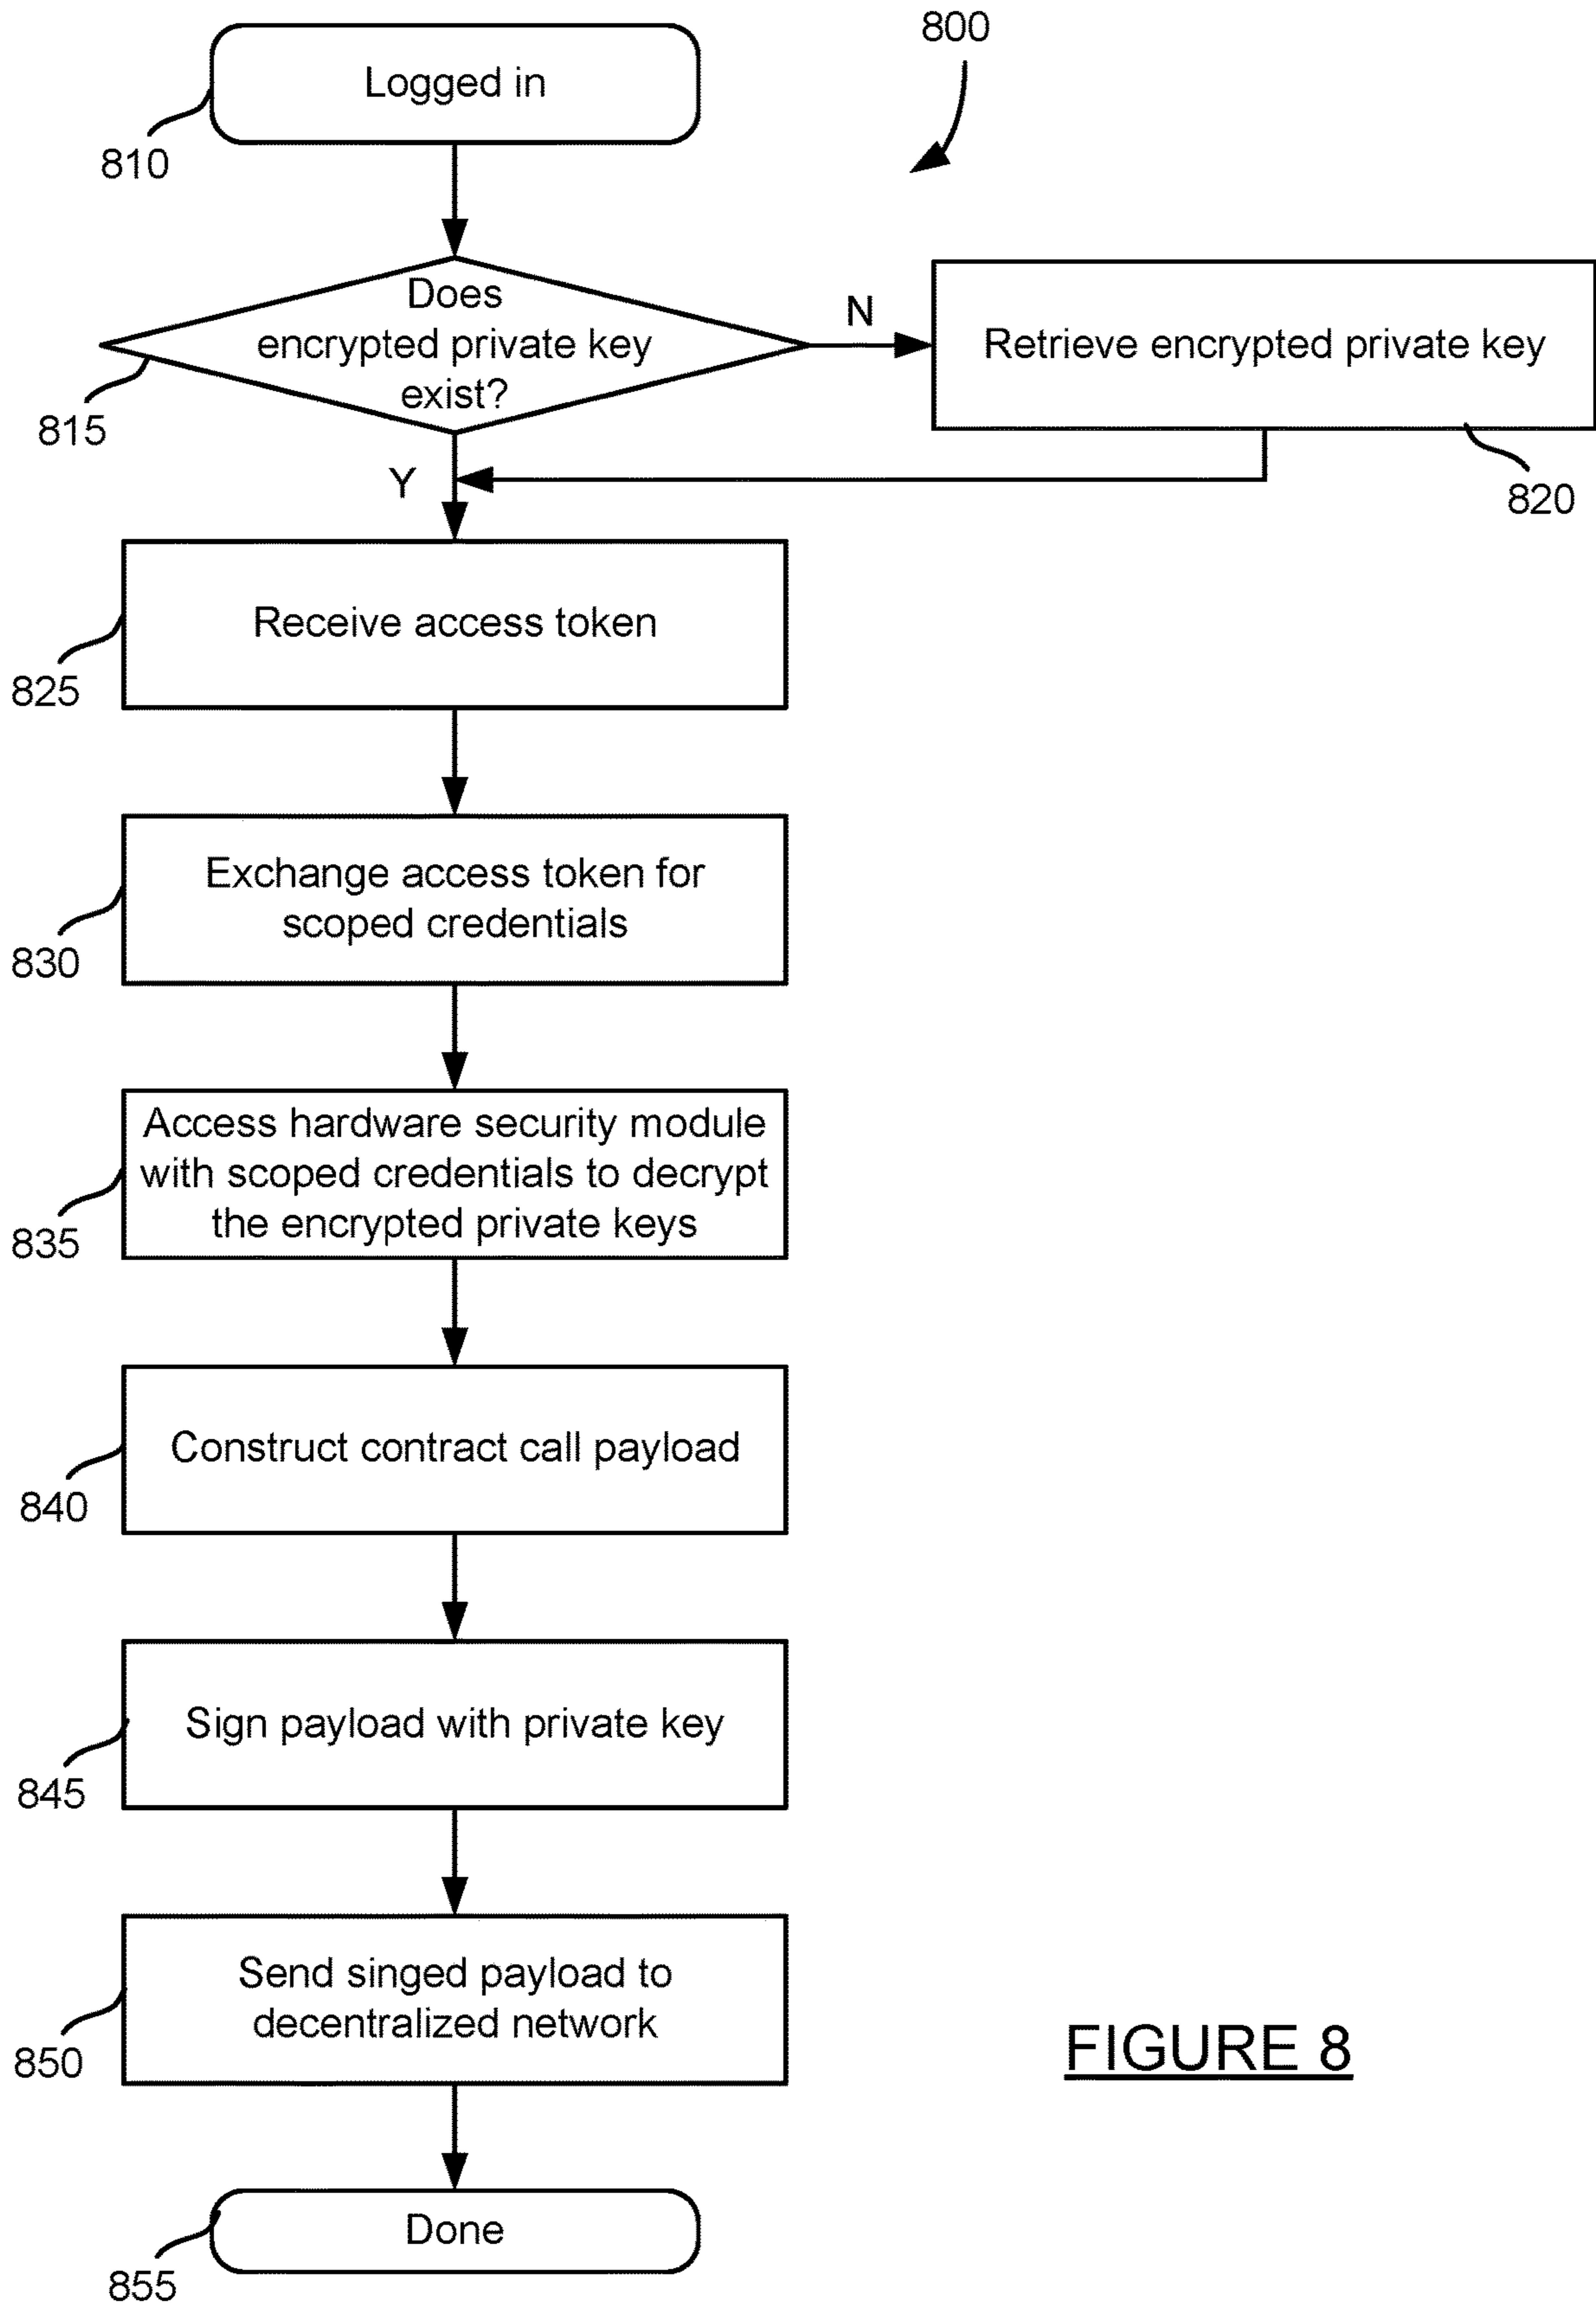 800
Logged in
810
Does
encrypted private key
exist?
N
815
Retrieve encrypted private key
820
Y
Receive access token
825
Exchange access token for
scoped credentials
830
Access hardware security module
with scoped credentials to decrypt
the encrypted private keys
835
Construct contract call payload
840
Sign payload with private key
845
Send singed payload to
decentralized network
850
Done
855
FIGURE 8